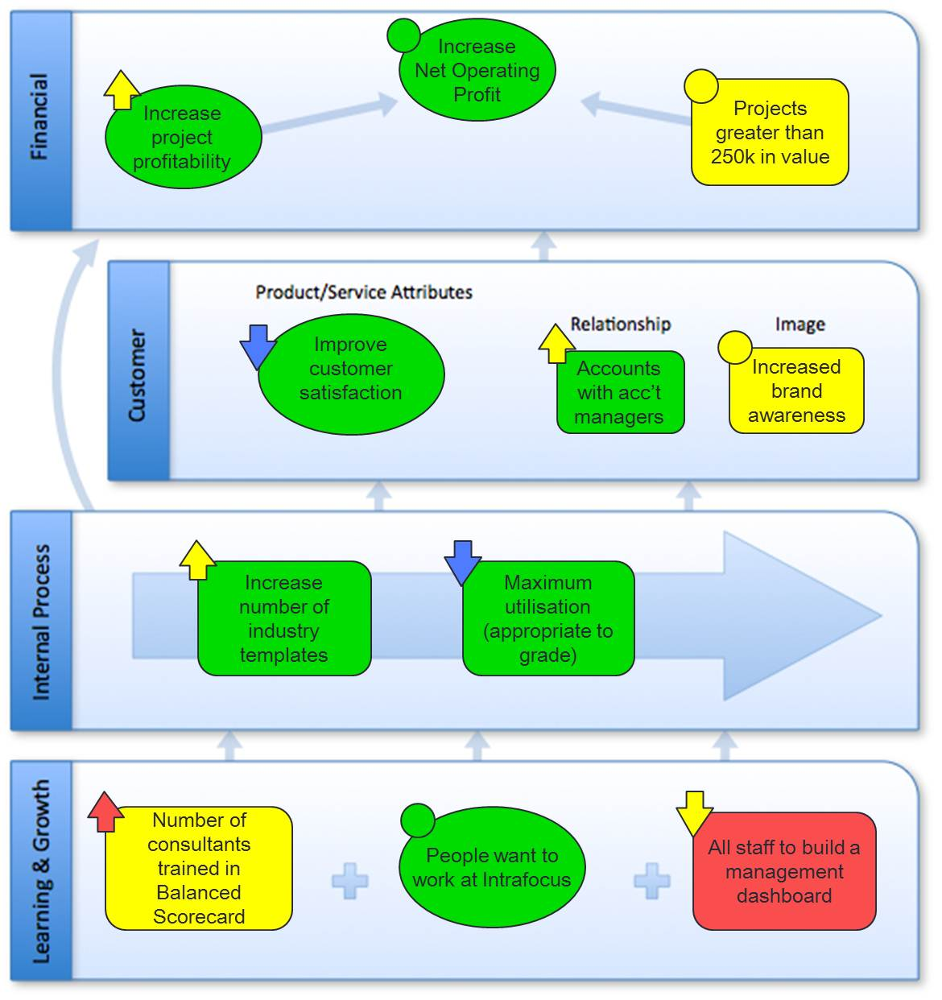 Financial
Increase
Net Operating
Profit
Increase
project
profitability
Projects
greater than
250k in value
Customer
Product/Service Attributes
Relationship
Image
Improve
customer
satisfaction
Accounts
with acc't
managers
Increased
brand
awareness
Internal Process
Increase
number of
industry
templates
Maximum
utilisation
(appropriate to
grade)
Learning & Growth
Number of
consultants
trained in
Balanced
Scorecard
People want to
work at Intrafocus
All staff to build a
management
dashboard